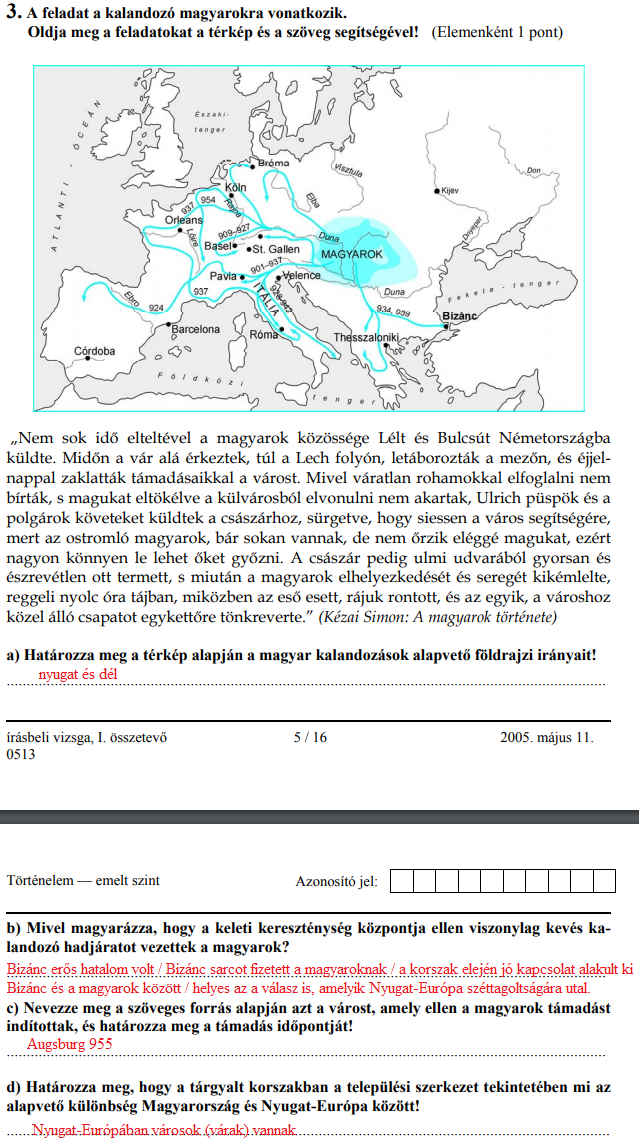 3. A feladat a kalandozó magyarokra vonatkozik.
Oldja meg a feladatokat a térkép és a szöveg segítségével! (Elemenként 1 pont)
ATLANTI-ÓCEÁN
Északi-
tenger
Bróma
Visztula
Don
Köln
Kijev
954
937
Rajna
Elba
Orleans
Loire
909–927
Duna
Dnyeper
Basel
St. Gallen
MAGYAROK
901–937
Pavia
Velence
Duna
Fekete-tenger
937
ITÁLIA
926-947
Ebro
924
934, 939
Bizánc
Barcelona
Róma
Thesszaloniki
Córdoba
Földközi
tenger
„Nem sok idő elteltével a magyarok közössége Lélt és Bulcsút Németországba
küldte. Midőn a vár alá érkeztek, túl a Lech folyón, letáborozták a mezőn, és éjjel-
nappal zaklatták támadásaikkal a várost. Mivel váratlan rohamokkal elfoglalni nem
bírták, s magukat eltökélve a külvárosból elvonulni nem akartak, Ulrich püspök és a
polgárok követeket küldtek a császárhoz, sürgetve, hogy siessen a város segítségére,
mert az ostromló magyarok, bár sokan vannak, de nem őrzik eléggé magukat, ezért
nagyon könnyen le lehet őket győzni. A császár pedig ulmi udvarából gyorsan és
észrevétlen ott termett, s miután a magyarok elhelyezkedését és seregét kikémlelte,
reggeli nyolc óra tájban, miközben az eső esett, rájuk rontott, és az egyik, a városhoz
közel álló csapatot egykettőre tönkreverte.” (Kézai Simon: A magyarok története)
a) Határozza meg a térkép alapján a magyar kalandozások alapvető földrajzi irányait!
nyugat és dél
írásbeli vizsga, I. összetevő 5 / 16 2005. május 11.
0513
Történelem — emelt szint Azonosító jel:
b) Mivel magyarázza, hogy a keleti kereszténység központja ellen viszonylag kevés ka-
landozó hadjáratot vezettek a magyarok?
Bizánc erős hatalom volt / Bizánc sarcot fizetett a magyaroknak / a korszak elején jó kapcsolat alakult ki
Bizánc és a magyarok között / helyes az a válasz is, amelyik Nyugat-Európa széttagoltságára utal.
c) Nevezze meg a szöveges forrás alapján azt a várost, amely ellen a magyarok támadást
indítottak, és határozza meg a támadás időpontját!
Augsburg 955
d) Határozza meg, hogy a tárgyalt korszakban a települési szerkezet tekintetében mi az
alapvető különbség Magyarország és Nyugat-Európa között!
Nyugat-Európában városok (várak) vannak